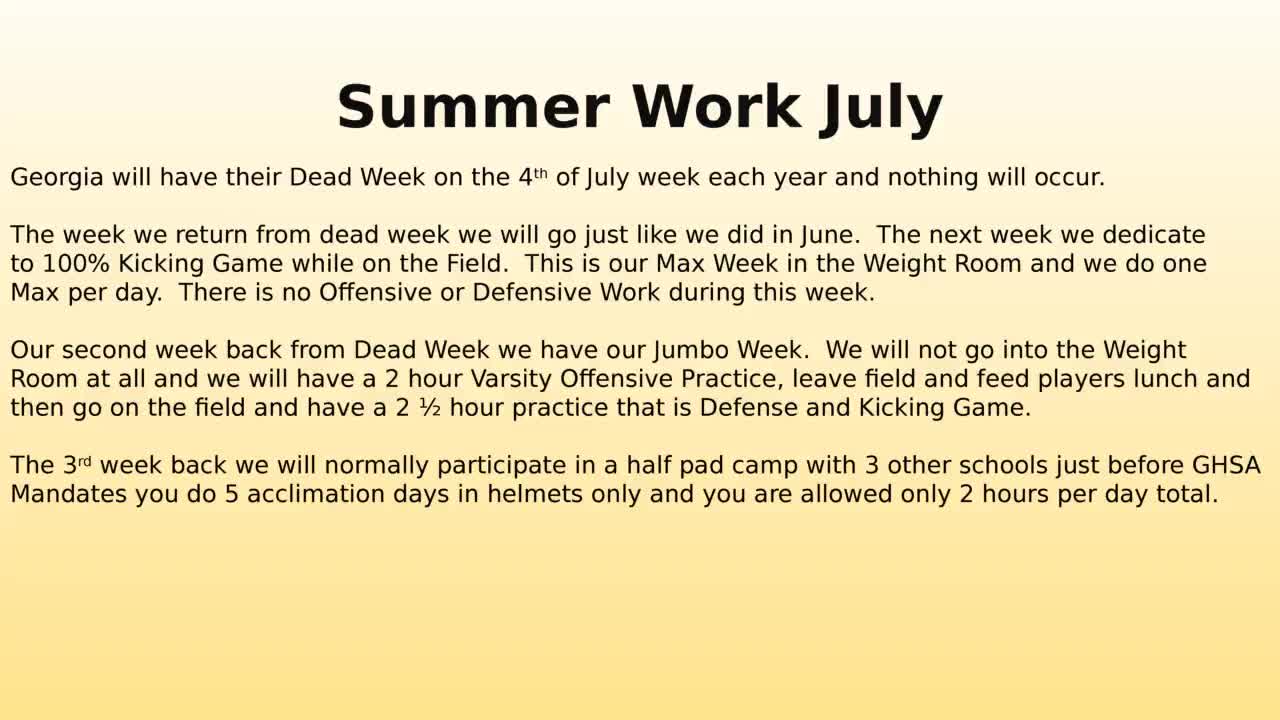 Summer Work July
Georgia will have their Dead Week on the 4th of July week each year and nothing will occur.
The week we return from dead week we will go just like we did in June.  The next week we dedicate
to 100% Kicking Game while on the Field.  This is our Max Week in the Weight Room and we do one
Max per day.  There is no Offensive or Defensive Work during this week.
Our second week back from Dead Week we have our Jumbo Week.  We will not go into the Weight
Room at all and we will have a 2 hour Varsity Offensive Practice, leave field and feed players lunch and
then go on the field and have a 2 ½ hour practice that is Defense and Kicking Game.
The 3rd week back we will normally participate in a half pad camp with 3 other schools just before GHSA
Mandates you do 5 acclimation days in helmets only and you are allowed only 2 hours per day total.